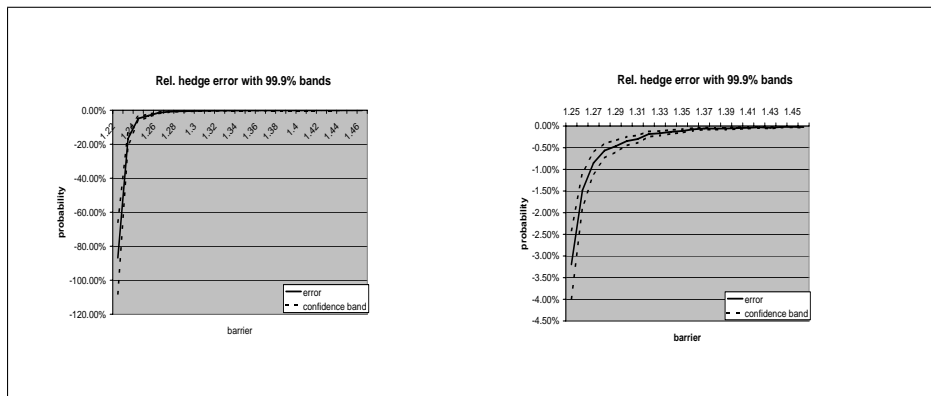 Rel. hedge error with 99.9% bands
0.00%
-20.00%
-40.00%
-60.00%
-80.00%
-100.00%
-120.00%
1.22 1.24 1.26 1.28 1.3 1.32 1.34 1.36 1.38 1.4 1.42 1.44 1.46
probability
error
confidence band
barrier
Rel. hedge error with 99.9% bands
1.25 1.27 1.29 1.31 1.33 1.35 1.37 1.39 1.41 1.43 1.45
0.00%
-0.50%
-1.00%
-1.50%
-2.00%
-2.50%
-3.00%
-3.50%
-4.00%
-4.50%
probability
error
confidence band
barrier